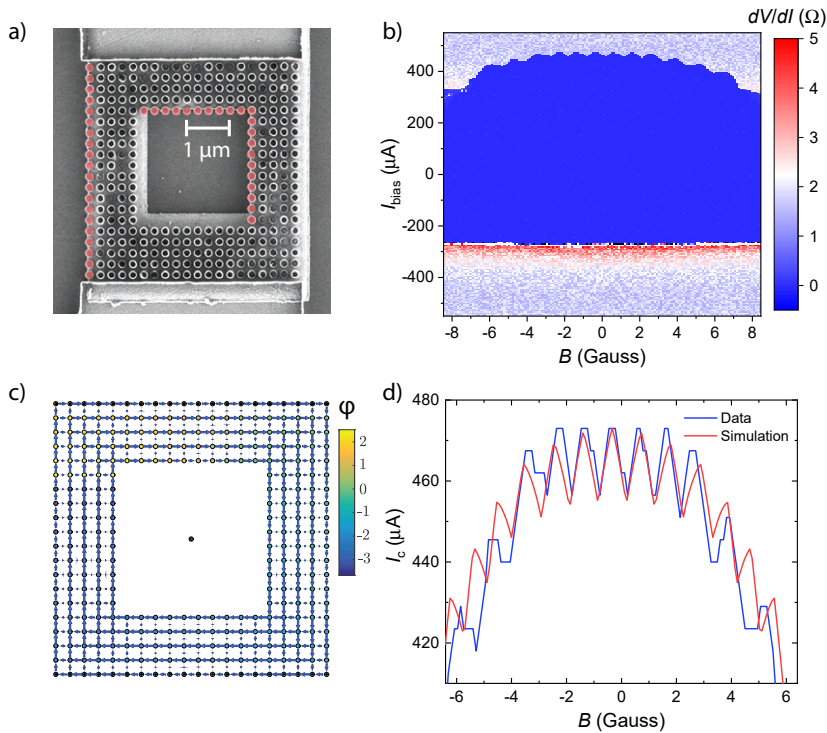 a)
1 μm
b)
dV/dI (Ω)
I_bias (μA)
400
200
0
-200
-400
-8 -6 -4 -2 0 2 4 6 8
B (Gauss)
5
4
3
2
1
0
c)
φ
2
1
0
-1
-2
-3
d)
I_c (μA)
480
460
440
420
-6 -4 -2 0 2 4 6
B (Gauss)
Data
Simulation